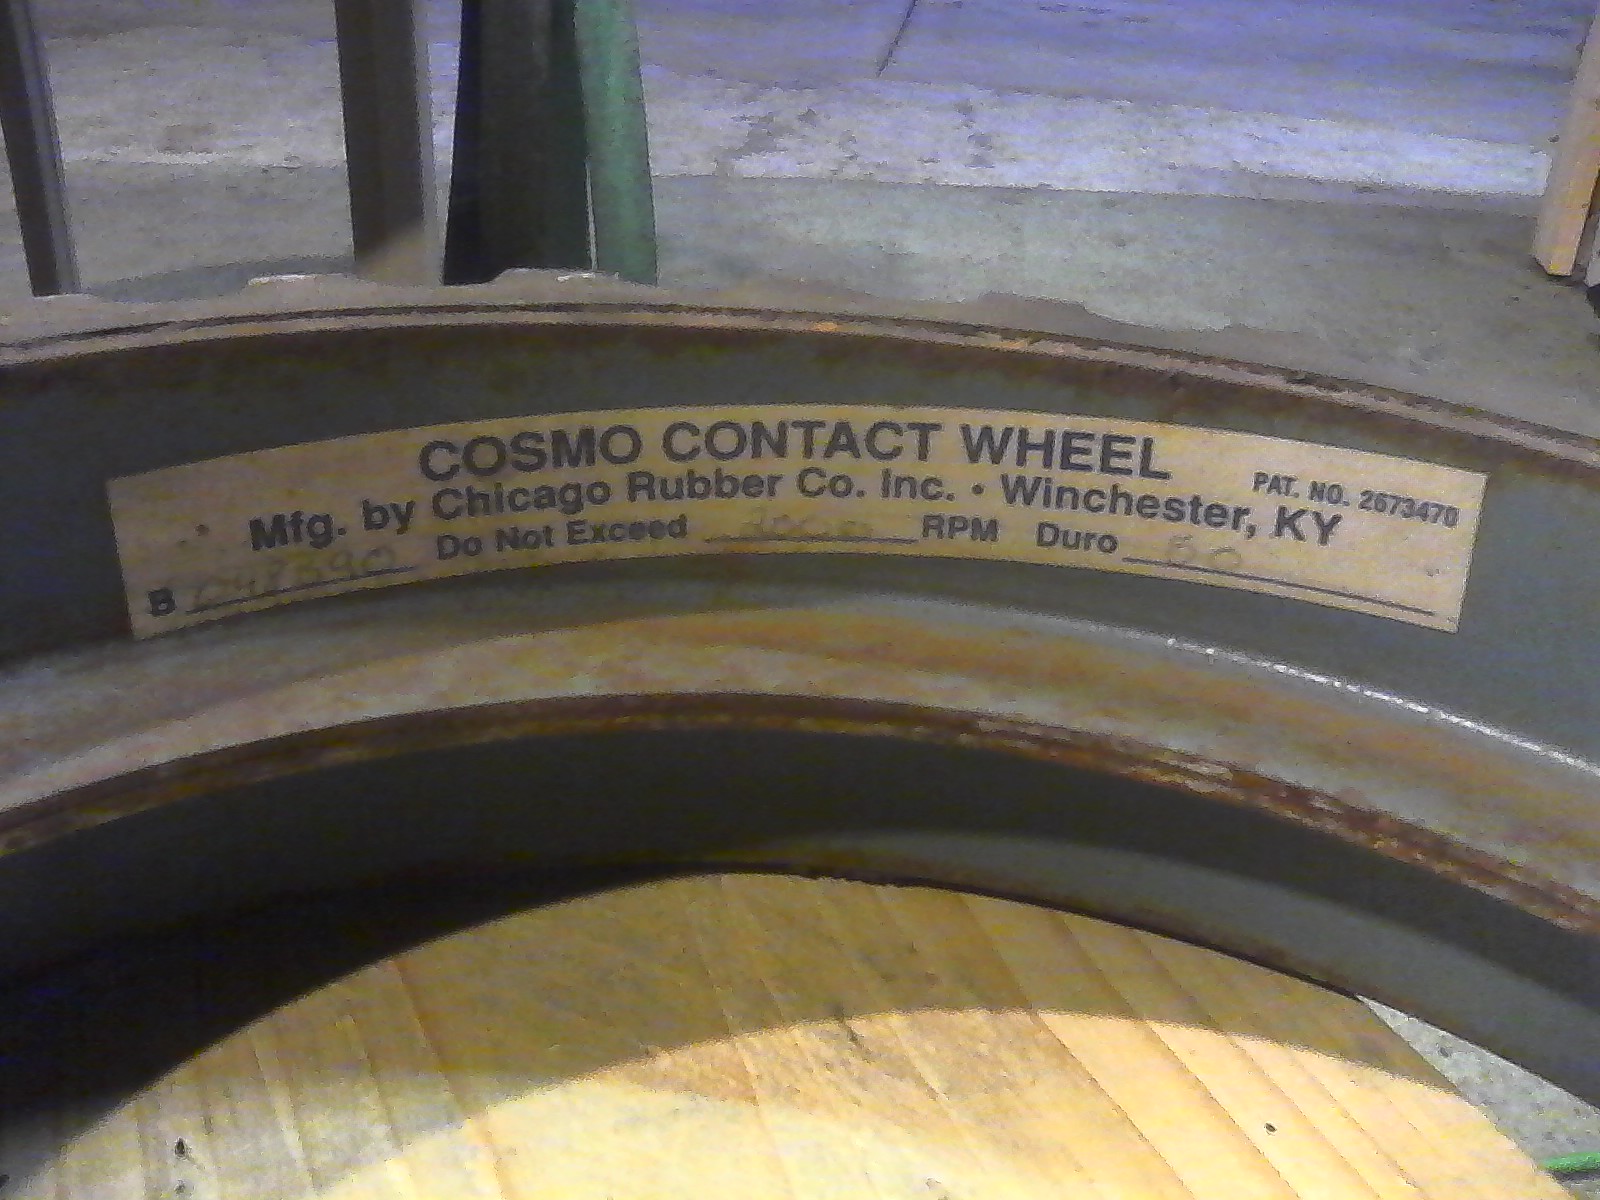 COSMO CONTACT WHEEL
PAT. NO. 2673470
Mfg. by Chicago Rubber Co. Inc. • Winchester, KY
B Do Not Exceed RPM Duro 50